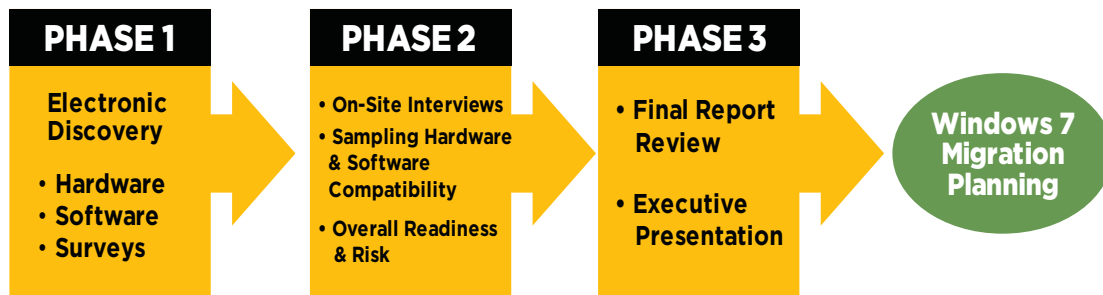 PHASE 1
Electronic
Discovery
• Hardware
• Software
• Surveys
PHASE 2
• On-Site Interviews
• Sampling Hardware
& Software
Compatibility
• Overall Readiness
& Risk
PHASE 3
• Final Report
Review
• Executive
Presentation
Windows 7
Migration
Planning